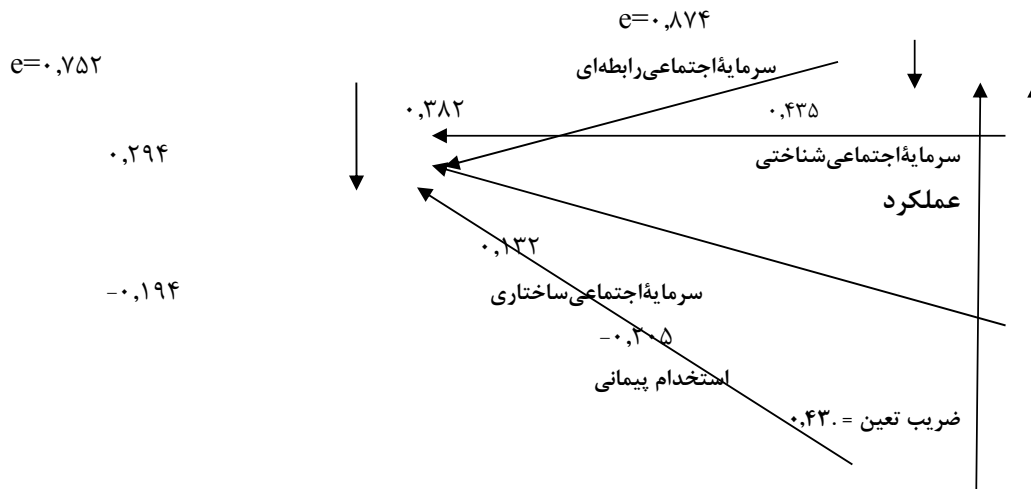 e=۰,۸۷۴
e=۰,۷۵۲
سرمایۀاجتماعی‌رابطه‌ای
۰,۴۳۵
۰,۳۸۲
سرمایۀاجتماعی‌شناختی
۰,۲۹۴
عملکرد
۰,۱۳۲
سرمایۀاجتماعی‌ساختاری
-۰,۱۹۴
-۰,۲۰۵
استخدام پیمانی
ضریب تعین = ۰,۴۳.